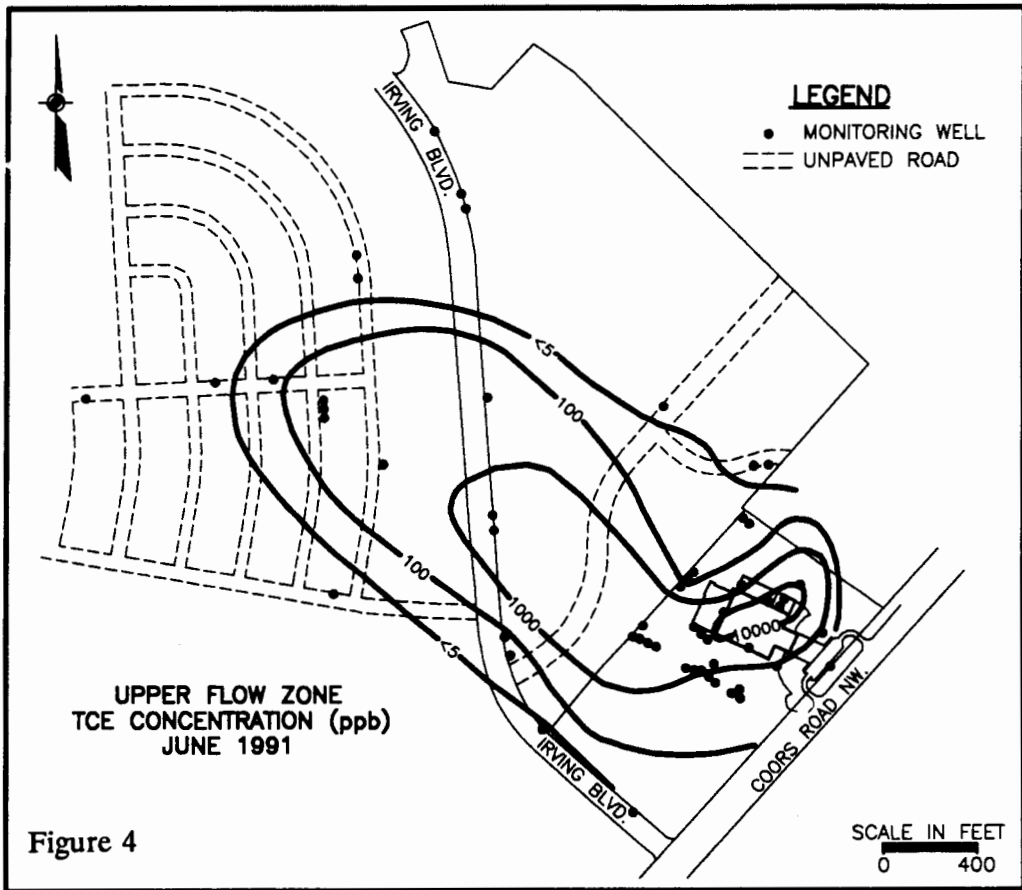 IRVING BLVD.
LEGEND
MONITORING WELL
UNPAVED ROAD
<5
100
100
1000
<5
10000
UPPER FLOW ZONE
TCE CONCENTRATION (ppb)
JUNE 1991
IRVING BLVD.
COORS ROAD NW.
Figure 4
SCALE IN FEET
0 400